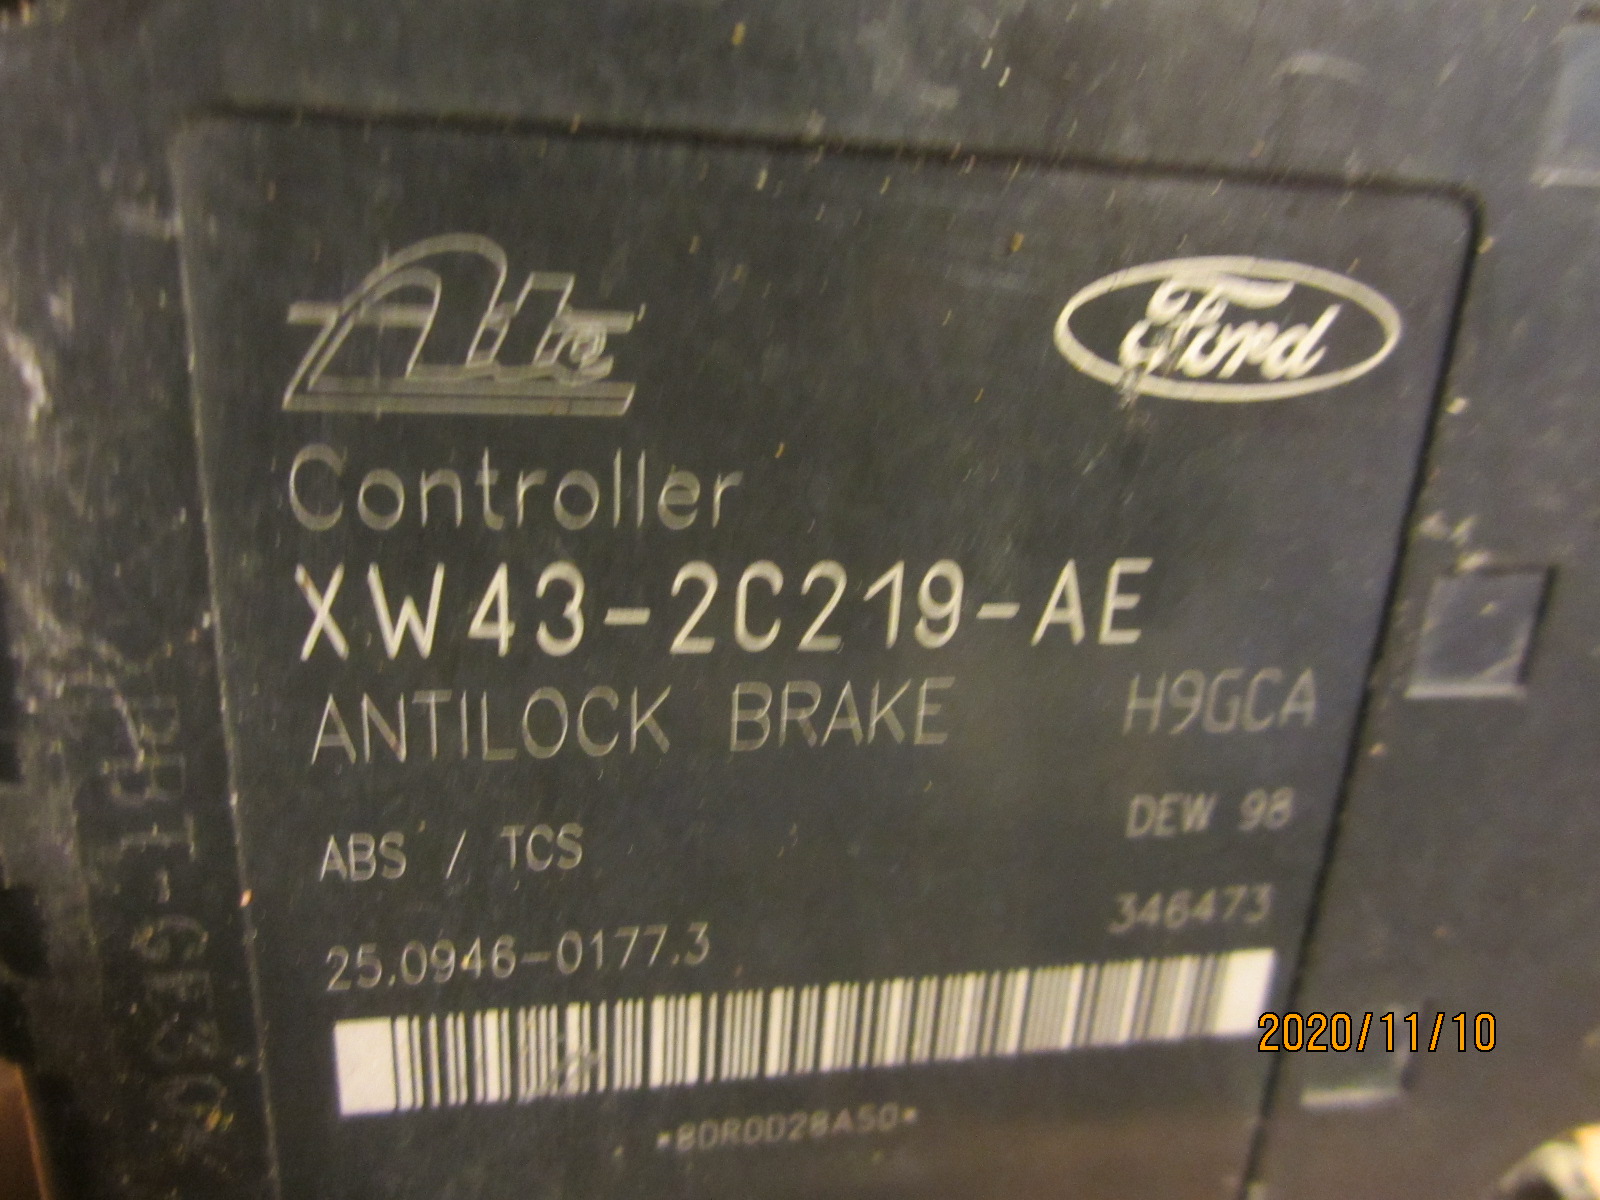 Ate
Ford
Controller
XW43-2C219-AE
ANTILOCK BRAKE H9GCA
DEW 98
ABS / TCS
346473
25.0946-0177.3
*8DR0D28AS0*
2020/11/10